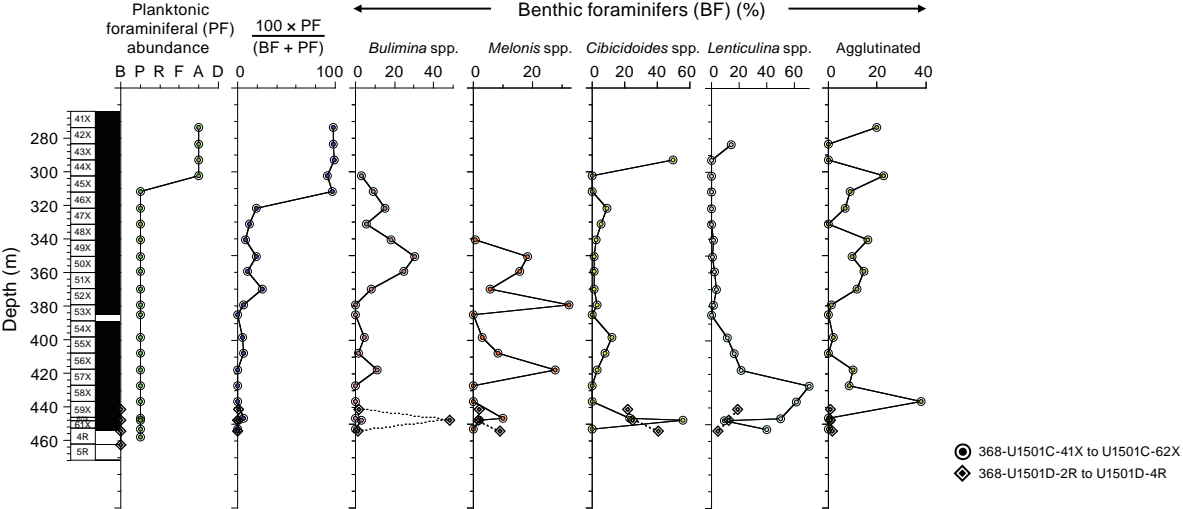 Planktonic
foraminiferal (PF)
abundance
100 × PF
(BF + PF)
Benthic foraminifers (BF) (%)
Bulimina spp.
Melonis spp.
Cibicidoides spp.
Lenticulina spp.
Agglutinated
B P R F A D
0 100
0 20 40
0 20
0 20 40 60
0 20 40 60
0 20 40
Depth (m)
280
300
320
340
360
380
400
420
440
460
41X
42X
43X
44X
45X
46X
47X
48X
49X
50X
51X
52X
53X
54X
55X
56X
57X
58X
59X
61X
4R
5R
368-U1501C-41X to U1501C-62X
368-U1501D-2R to U1501D-4R